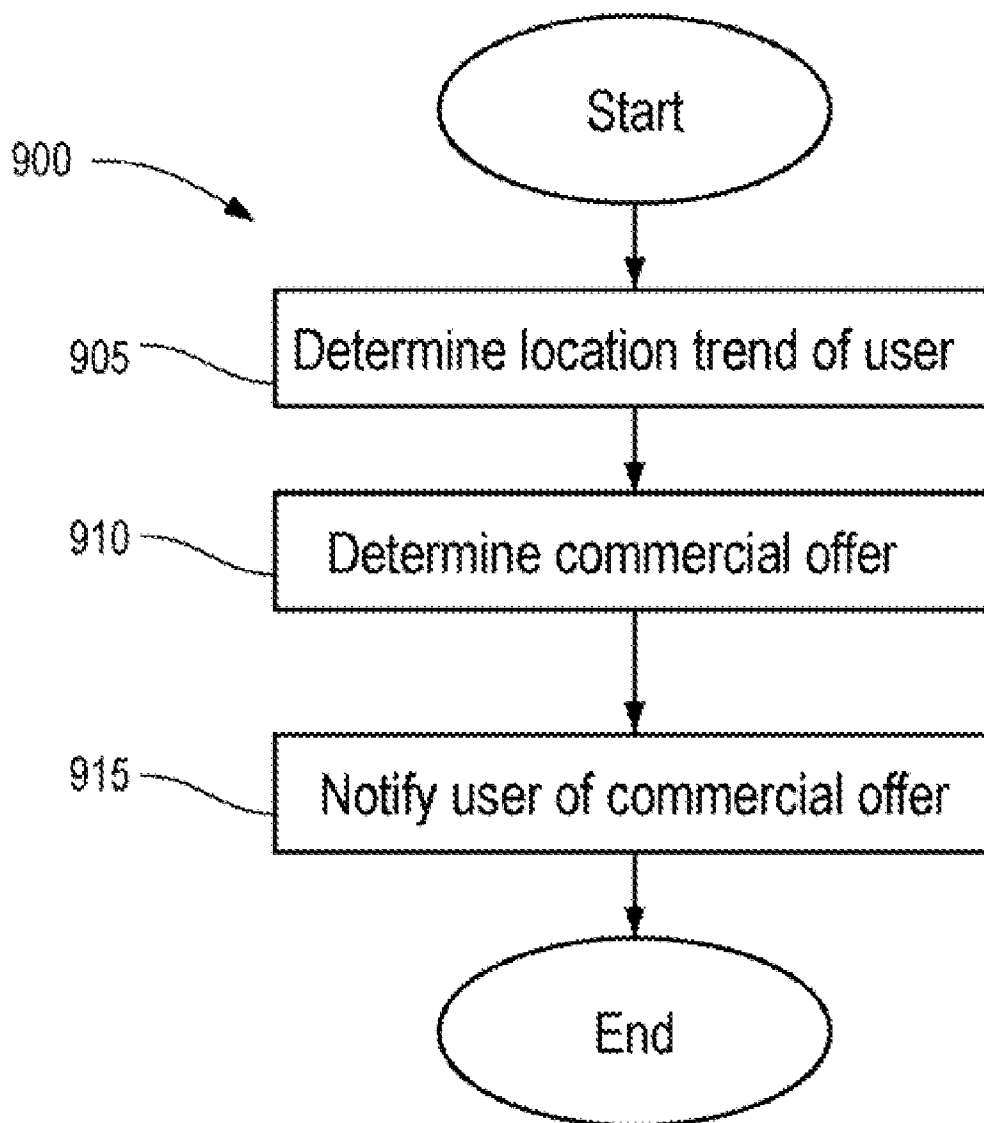 Start
900
905
Determine location trend of user
910
Determine commercial offer
915
Notify user of commercial offer
End